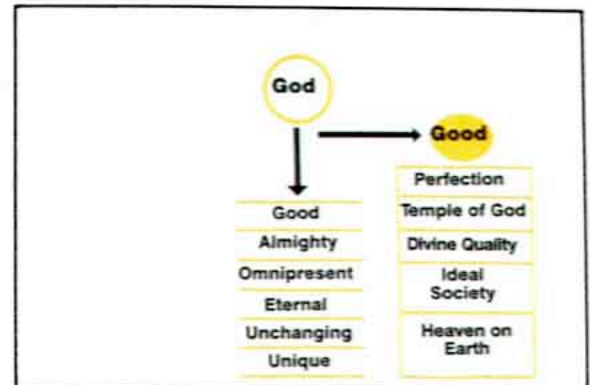 God
Good
Good
Almighty
Omnipresent
Eternal
Unchanging
Unique
Perfection
Temple of God
Divine Quality
Ideal
Society
Heaven on
Earth